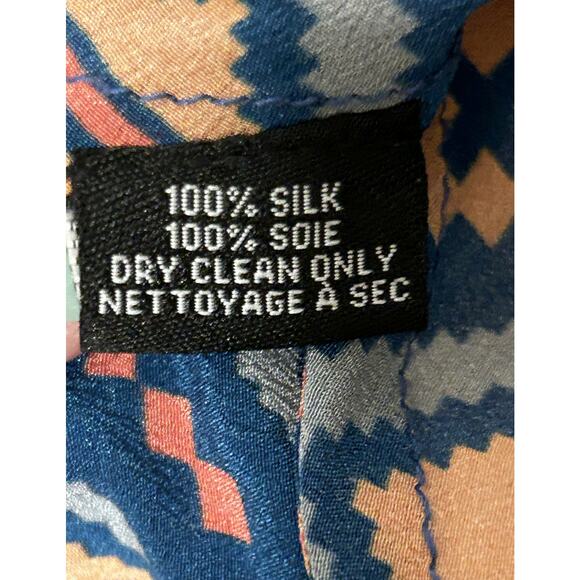 100% SILK
100% SOIE
DRY CLEAN ONLY
NETTOYAGE À SEC